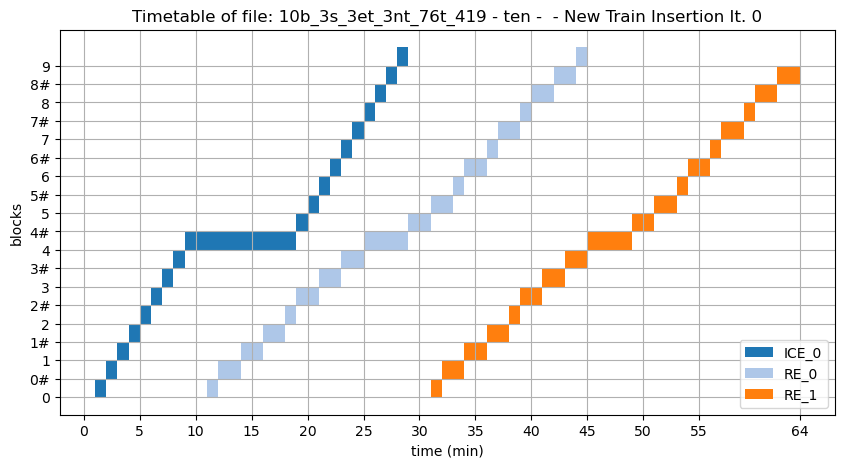 Timetable of file: 10b_3s_3et_3nt_76t_419 - ten -  - New Train Insertion It. 0
blocks
9
8#
8
7#
7
6#
6
5#
5
4#
4
3#
3
2#
2
1#
1
0#
0
ICE_0
RE_0
RE_1
0 5 10 15 20 25 30 35 40 45 50 55 64
time (min)